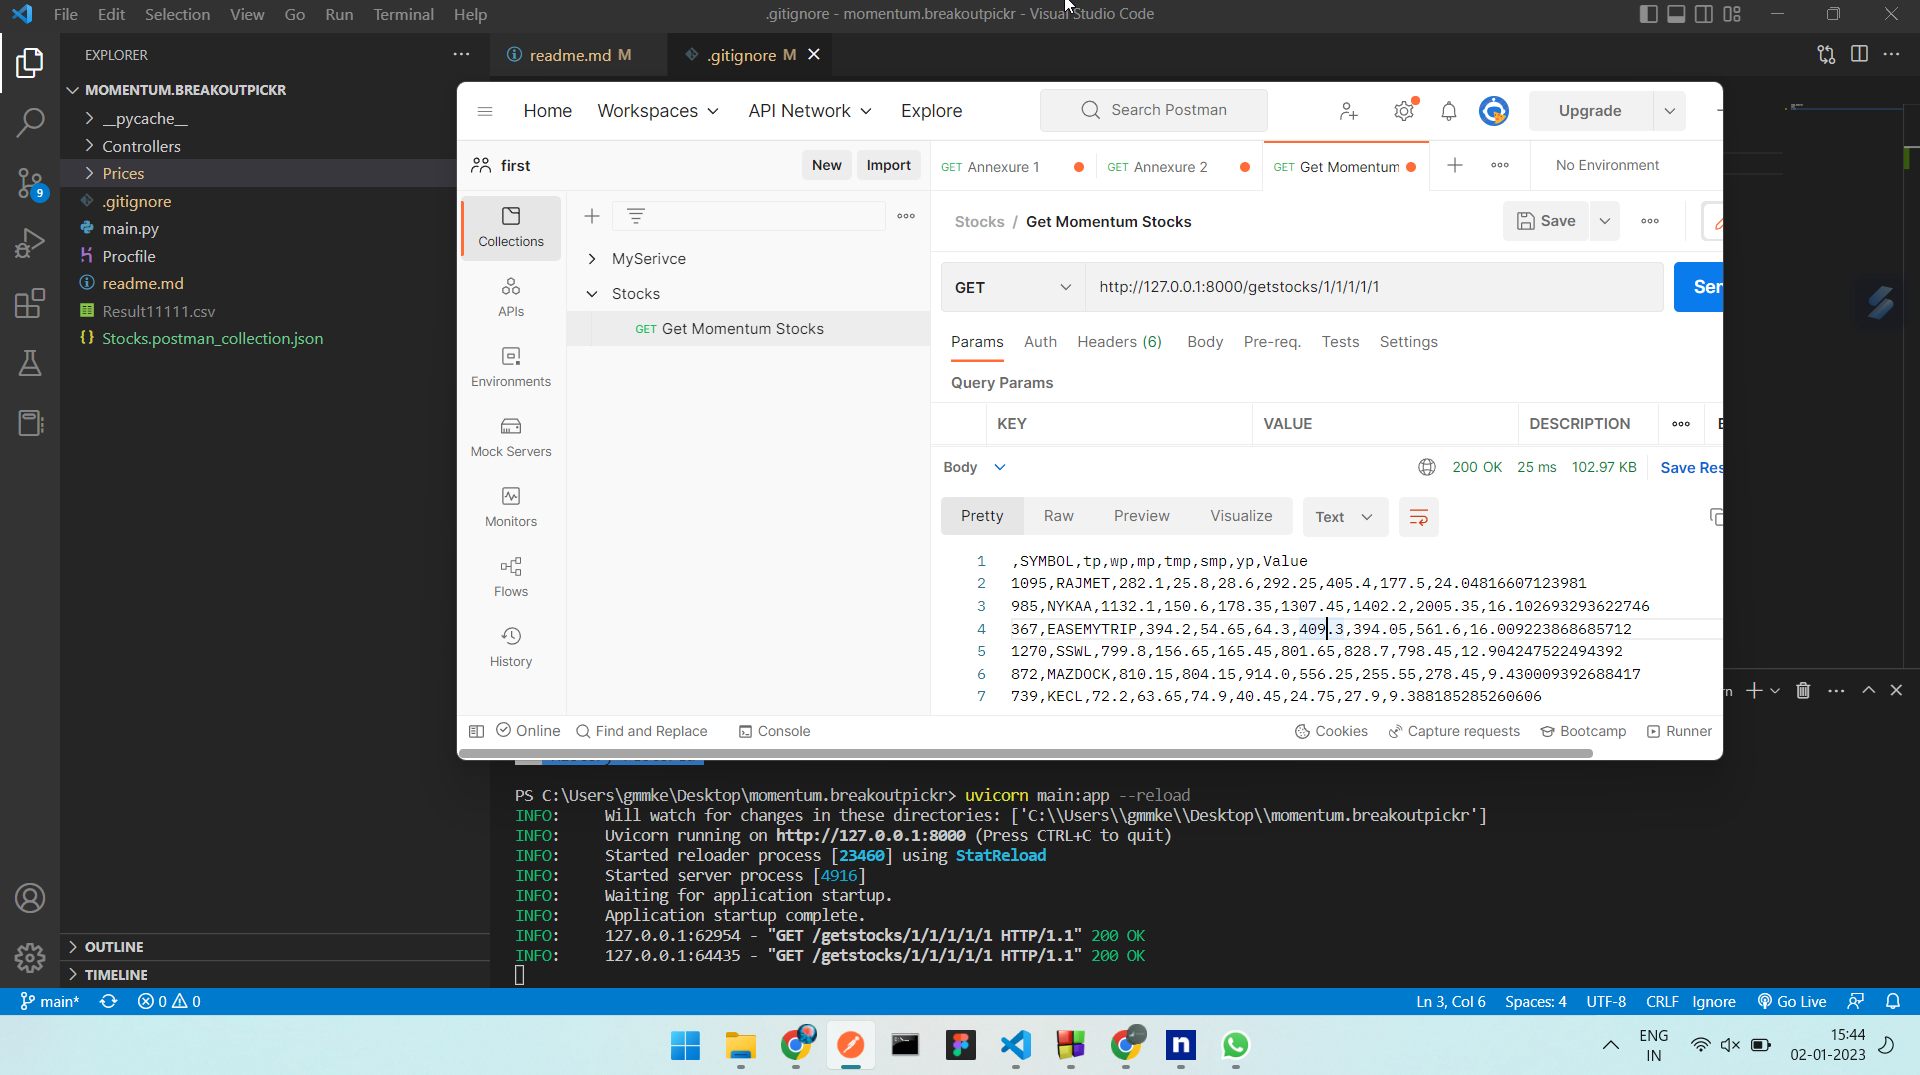 File Edit Selection View Go Run Terminal Help
.gitignore - momentum.breakoutpickr - Visual Studio Code
EXPLORER
readme.md M
.gitignore M
MOMENTUM.BREAKOUTPICKR
__pycache__
Controllers
Prices
.gitignore
main.py
Procfile
readme.md
Result11111.csv
Stocks.postman_collection.json
9
Home Workspaces API Network Explore
Search Postman
Upgrade
first
New Import
GET Annexure 1
GET Annexure 2
GET Get Momentum
No Environment
Collections
APIs
Environments
Mock Servers
Monitors
Flows
History
MySerivce
Stocks
GET Get Momentum Stocks
Stocks / Get Momentum Stocks
Save
GET
http://127.0.0.1:8000/getstocks/1/1/1/1/1
Ser
Params Auth Headers (6) Body Pre-req. Tests Settings
Query Params
KEY VALUE DESCRIPTION
Body
200 OK 25 ms 102.97 KB Save Res
Pretty Raw Preview Visualize Text
1 ,SYMBOL,tp,wp,mp,tmp,smp,yp,Value
2 1095,RAJMET,282.1,25.8,28.6,292.25,405.4,177.5,24.04816607123981
3 985,NYKAA,1132.1,150.6,178.35,1307.45,1402.2,2005.35,16.102693293622746
4 367,EASEMYTRIP,394.2,54.65,64.3,409.3,394.05,561.6,16.009223868685712
5 1270,SSWL,799.8,156.65,165.45,801.65,828.7,798.45,12.904247522494392
6 872,MAZDOCK,810.15,804.15,914.0,556.25,255.55,278.45,9.430009392688417
7 739,KECL,72.2,63.65,74.9,40.45,24.75,27.9,9.388185285260606
Online Find and Replace Console
Cookies Capture requests Bootcamp Runner
PS C:\Users\gmmke\Desktop\momentum.breakoutpickr> uvicorn main:app --reload
INFO: Will watch for changes in these directories: ['C:\\Users\\gmmke\\Desktop\\momentum.breakoutpickr']
INFO: Uvicorn running on http://127.0.0.1:8000 (Press CTRL+C to quit)
INFO: Started reloader process [23460] using StatReload
INFO: Started server process [4916]
INFO: Waiting for application startup.
INFO: Application startup complete.
INFO: 127.0.0.1:62954 - "GET /getstocks/1/1/1/1/1 HTTP/1.1" 200 OK
INFO: 127.0.0.1:64435 - "GET /getstocks/1/1/1/1/1 HTTP/1.1" 200 OK
OUTLINE
TIMELINE
main* 0 0
Ln 3, Col 6 Spaces: 4 UTF-8 CRLF Ignore Go Live
ENG
IN
15:44
02-01-2023